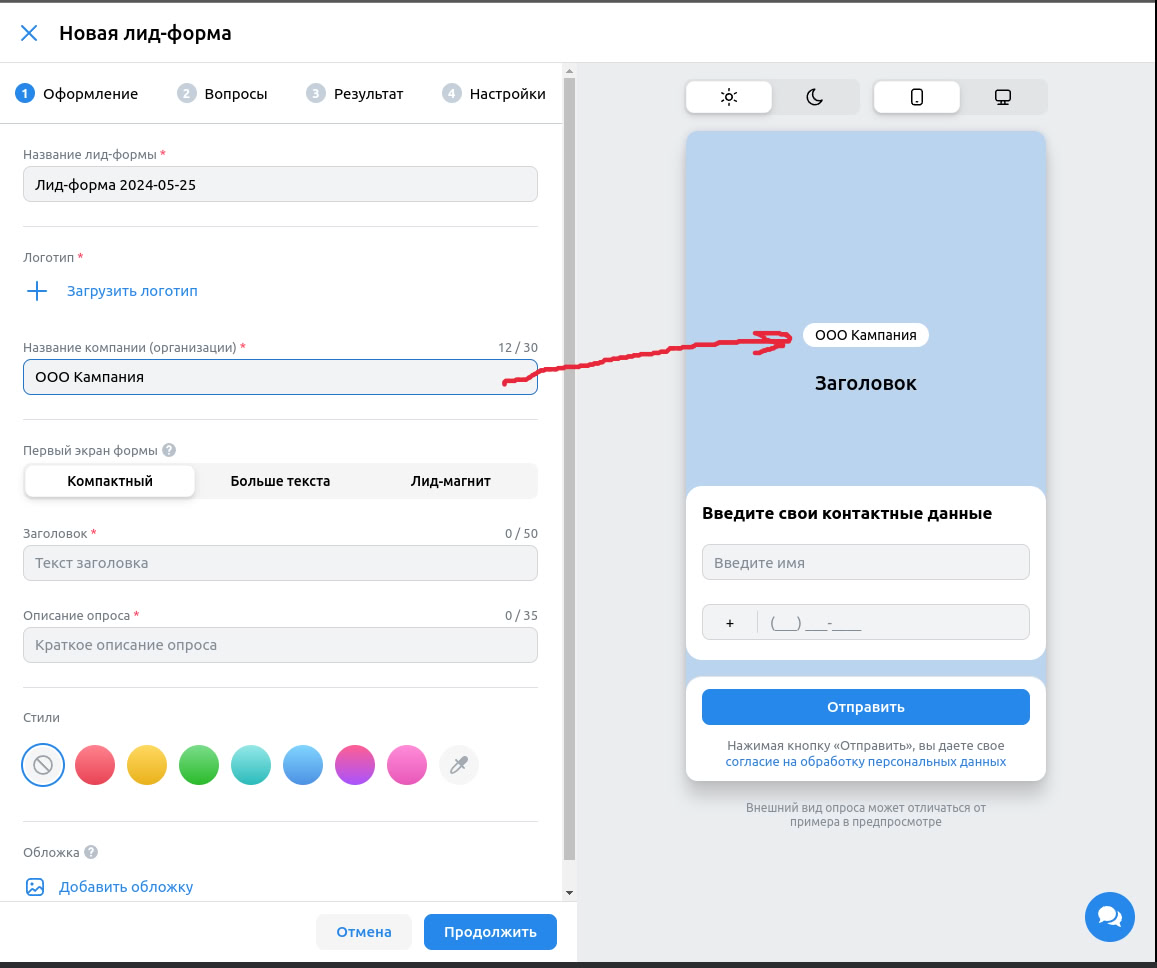 Новая лид-форма
1 Оформление 2 Вопросы 3 Результат 4 Настройки
Название лид-формы *
Лид-форма 2024-05-25
Логотип *
Загрузить логотип
Название компании (организации) * 12 / 30
ООО Кампания
Первый экран формы ?
Компактный Больше текста Лид-магнит
Заголовок * 0 / 50
Текст заголовка
Описание опроса * 0 / 35
Краткое описание опроса
Стили
Обложка ?
Добавить обложку
Отмена Продолжить
ООО Кампания
Заголовок
Введите свои контактные данные
Введите имя
+ (___) ___-____
Отправить
Нажимая кнопку «Отправить», вы даете свое
согласие на обработку персональных данных
Внешний вид опроса может отличаться от
примера в предпросмотре